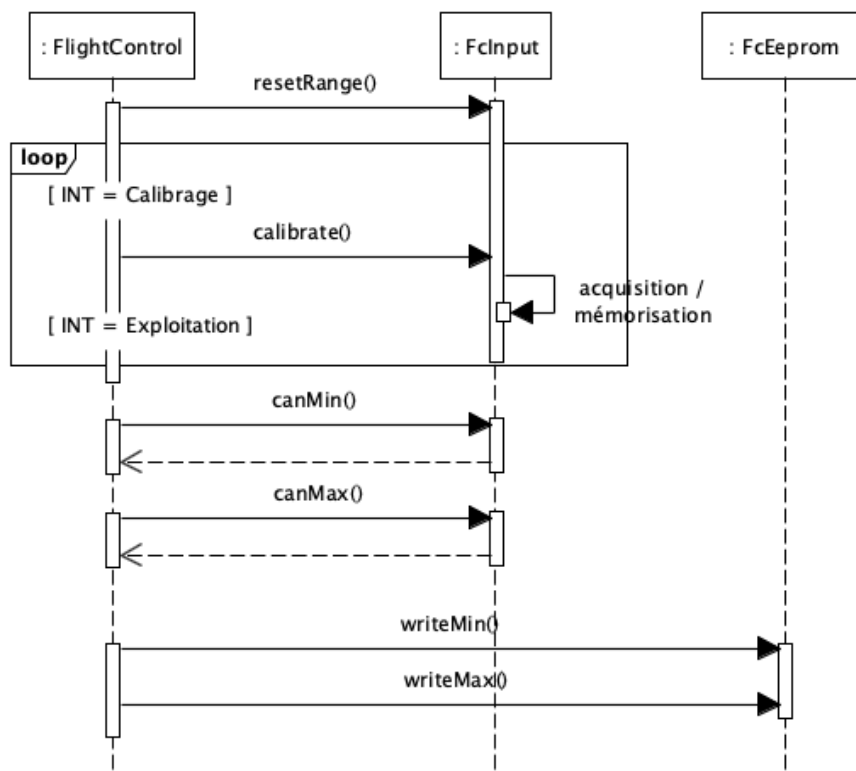 : FlightControl
: FcInput
: FcEeprom
resetRange()
loop
[ INT = Calibrage ]
calibrate()
acquisition /
mémorisation
[ INT = Exploitation ]
canMin()
canMax()
writeMin()
writeMax()